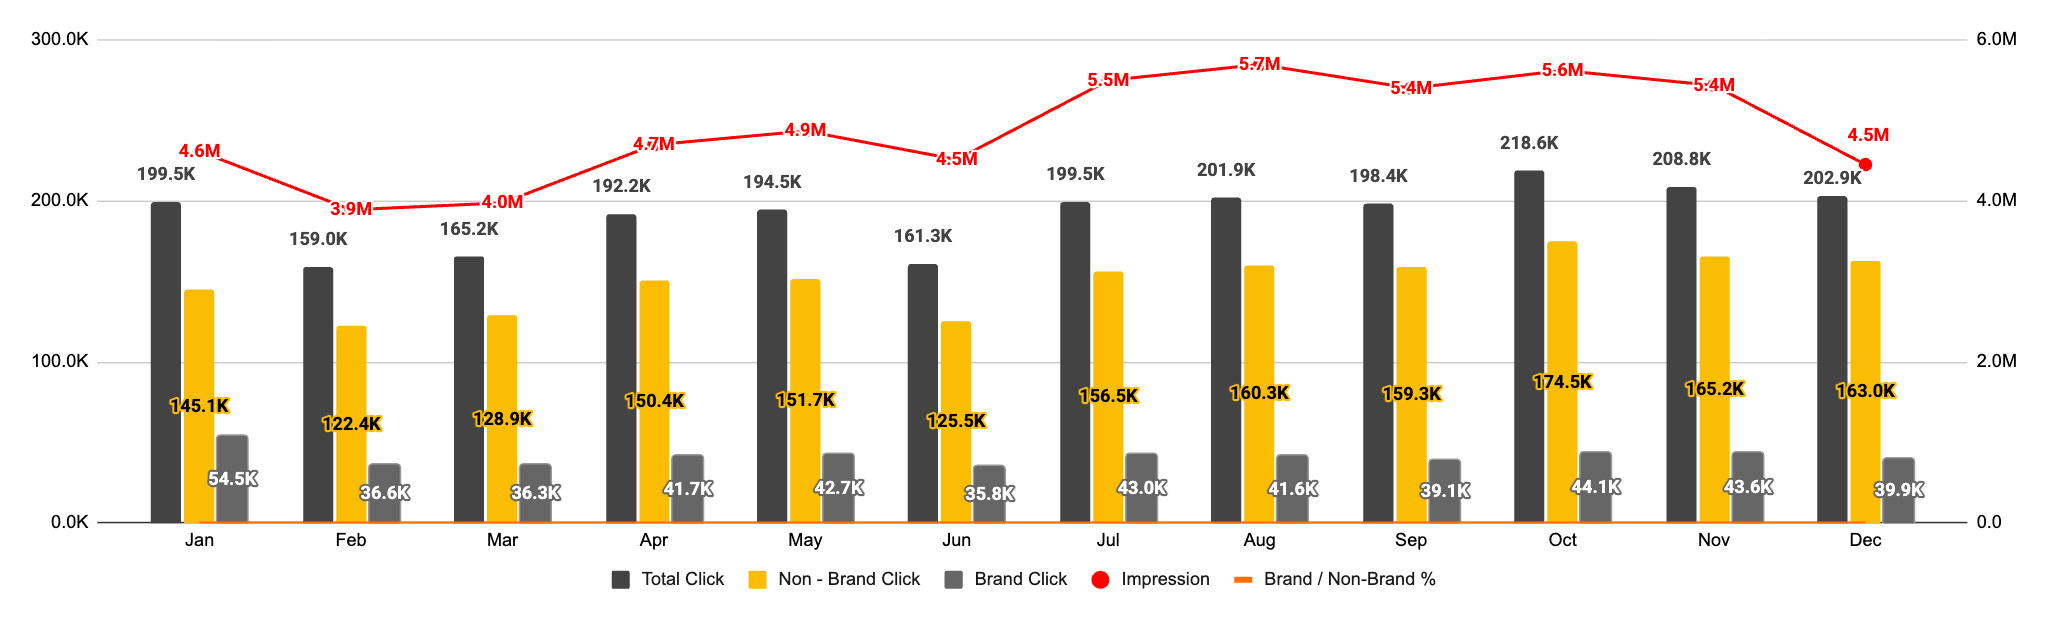 300.0K
6.0M
5.7M
5.6M
5.5M
5.4M
5.4M
4.9M
4.7M
4.6M
4.5M
4.5M
218.6K
208.8K
199.5K
192.2K
194.5K
199.5K
201.9K
198.4K
202.9K
200.0K
3.9M
4.0M
4.0M
159.0K
165.2K
161.3K
100.0K
2.0M
145.1K
122.4K
128.9K
150.4K
151.7K
125.5K
156.5K
160.3K
159.3K
174.5K
165.2K
163.0K
54.5K
36.6K
36.3K
41.7K
42.7K
35.8K
43.0K
41.6K
39.1K
44.1K
43.6K
39.9K
0.0K
0.0
Jan Feb Mar Apr May Jun Jul Aug Sep Oct Nov Dec
Total Click Non - Brand Click Brand Click Impression Brand / Non-Brand %